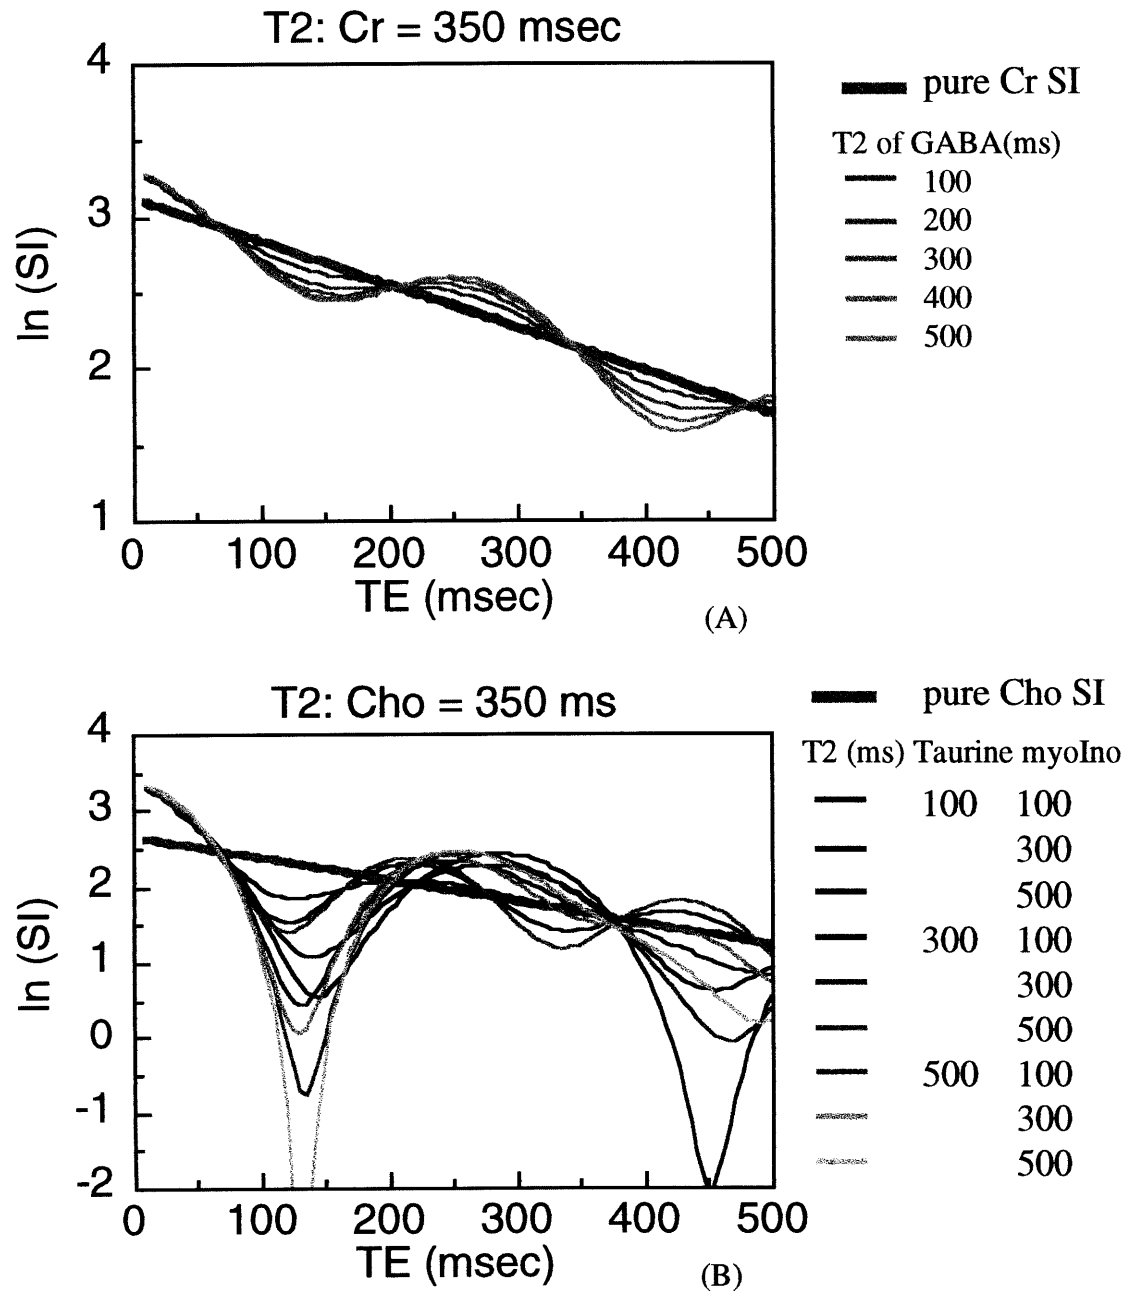 T2: Cr = 350 msec
4
3
2
1
ln (SI)
0 100 200 300 400 500
TE (msec)
(A)
pure Cr SI
T2 of GABA(ms)
100
200
300
400
500
T2: Cho = 350 ms
4
3
2
1
0
-1
-2
ln (SI)
0 100 200 300 400 500
TE (msec)
(B)
pure Cho SI
T2 (ms) Taurine myoIno
100 100
300
500
300 100
300
500
500 100
300
500